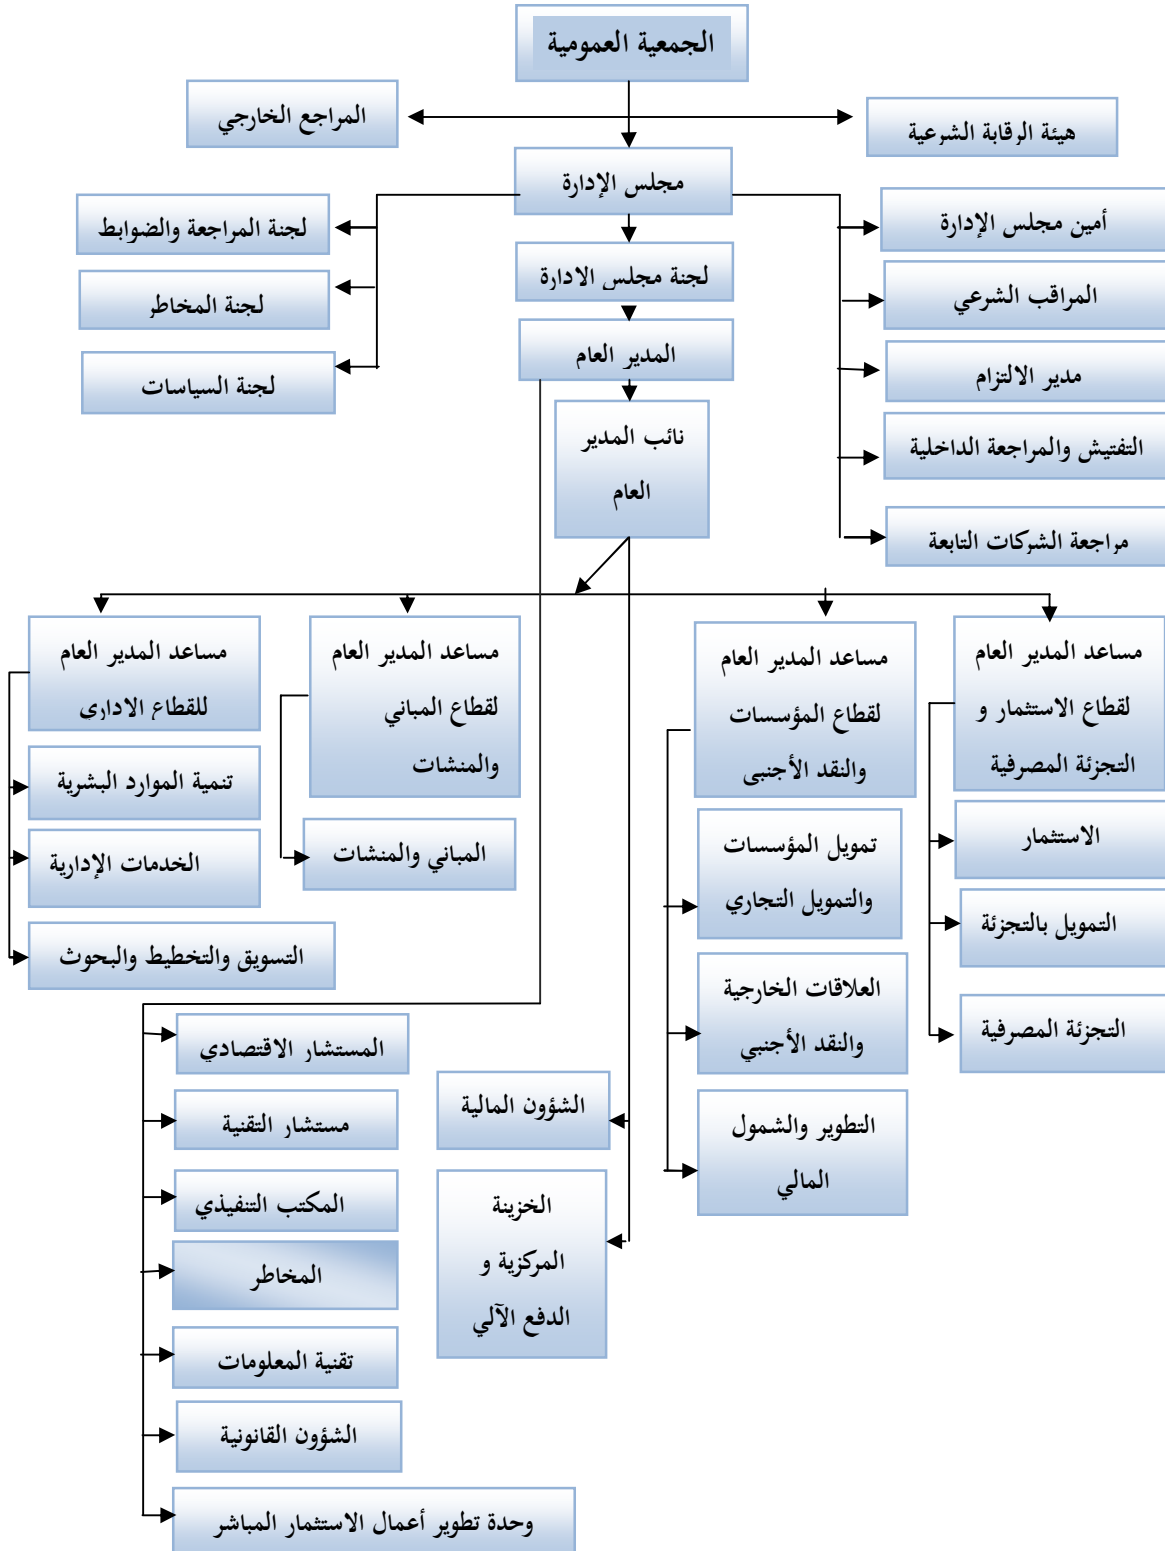 الجمعية العمومية
المراجع الخارجي
هيئة الرقابة الشرعية
مجلس الإدارة
أمين مجلس الإدارة
لجنة المراجعة والضوابط
لجنة مجلس الادارة
المراقب الشرعي
لجنة المخاطر
المدير العام
مدير الالتزام
لجنة السياسات
نائب المدير
العام
التفتيش والمراجعة الداخلية
مراجعة الشركات التابعة
مساعد المدير العام
لقطاع الاستثمار و
التجزئة المصرفية
الاستثمار
التمويل بالتجزئة
التجزئة المصرفية
مساعد المدير العام
لقطاع المؤسسات
والنقد الأجنبى
تمويل المؤسسات
والتمويل التجاري
العلاقات الخارجية
والنقد الأجنبي
التطوير والشمول
المالي
مساعد المدير العام
لقطاع المباني
والمنشات
المباني والمنشات
مساعد المدير العام
للقطاع الادارى
تنمية الموارد البشرية
الخدمات الإدارية
التسويق والتخطيط والبحوث
الشؤون المالية
الخزينة
المركزية و
الدفع الآلي
المستشار الاقتصادي
مستشار التقنية
المكتب التنفيذي
المخاطر
تقنية المعلومات
الشؤون القانونية
وحدة تطوير أعمال الاستثمار المباشر